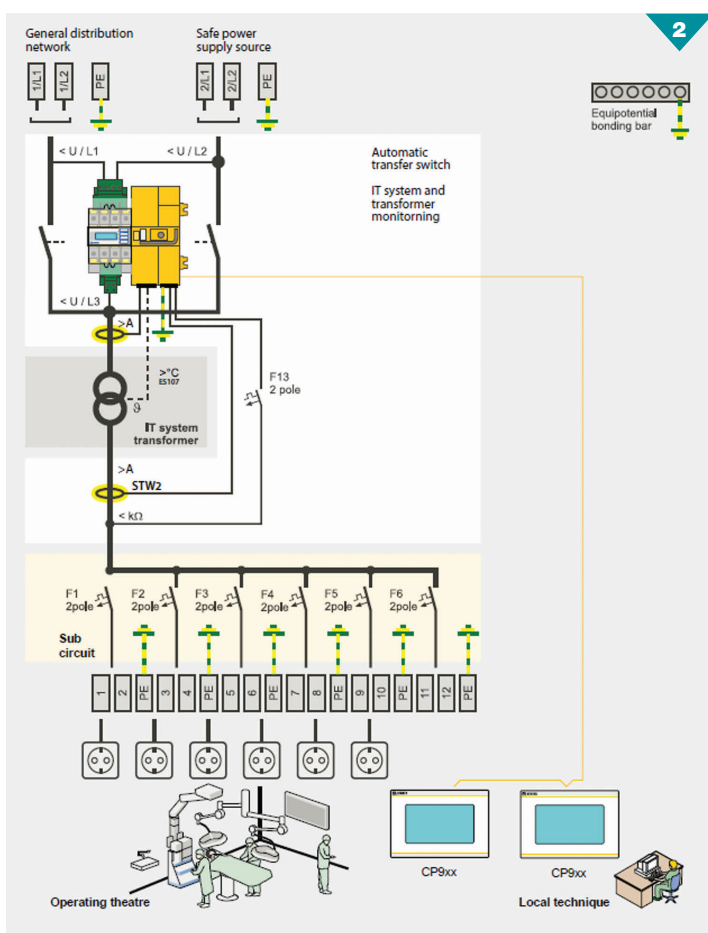 2
General distribution
network
Safe power
supply source
1/L1
1/L2
PE
2/L1
2/L2
PE
Equipotential
bonding bar
< U / L1
< U / L2
Automatic
transfer switch
IT system and
transformer
monitorning
< U / L3
>A
>°C
ES107
ϑ
F13
2 pole
IT system
transformer
>A
STW2
< kΩ
F1
2pole
F2
2pole
F3
2pole
F4
2pole
F5
2pole
F6
2pole
Sub
circuit
1
2
PE
3
4
PE
5
6
PE
7
8
PE
9
10
PE
11
12
PE
CP9xx
CP9xx
Operating theatre
Local technique